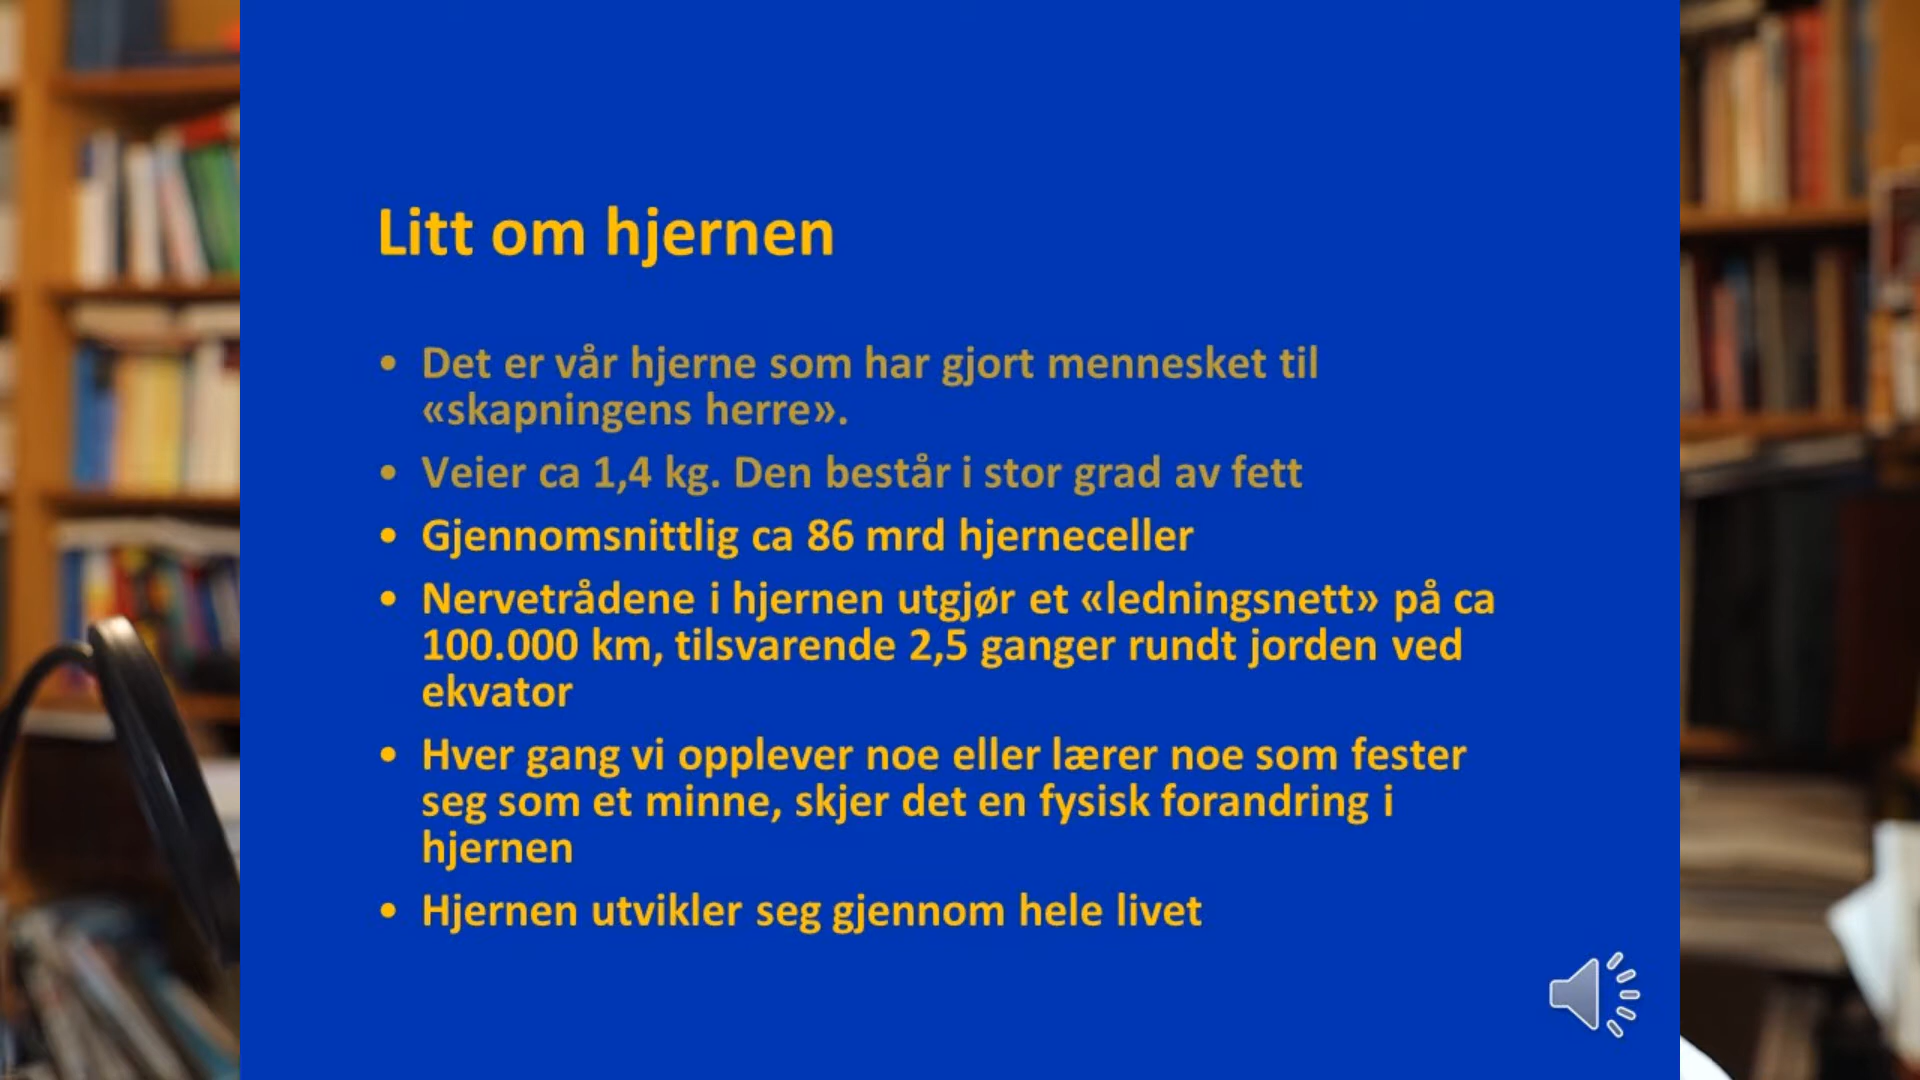 Litt om hjernen
• Det er vår hjerne som har gjort mennesket til
«skapningens herre».
• Veier ca 1,4 kg. Den består i stor grad av fett
• Gjennomsnittlig ca 86 mrd hjerneceller
• Nervetrådene i hjernen utgjør et «ledningsnett» på ca
100.000 km, tilsvarende 2,5 ganger rundt jorden ved
ekvator
• Hver gang vi opplever noe eller lærer noe som fester
seg som et minne, skjer det en fysisk forandring i
hjernen
• Hjernen utvikler seg gjennom hele livet